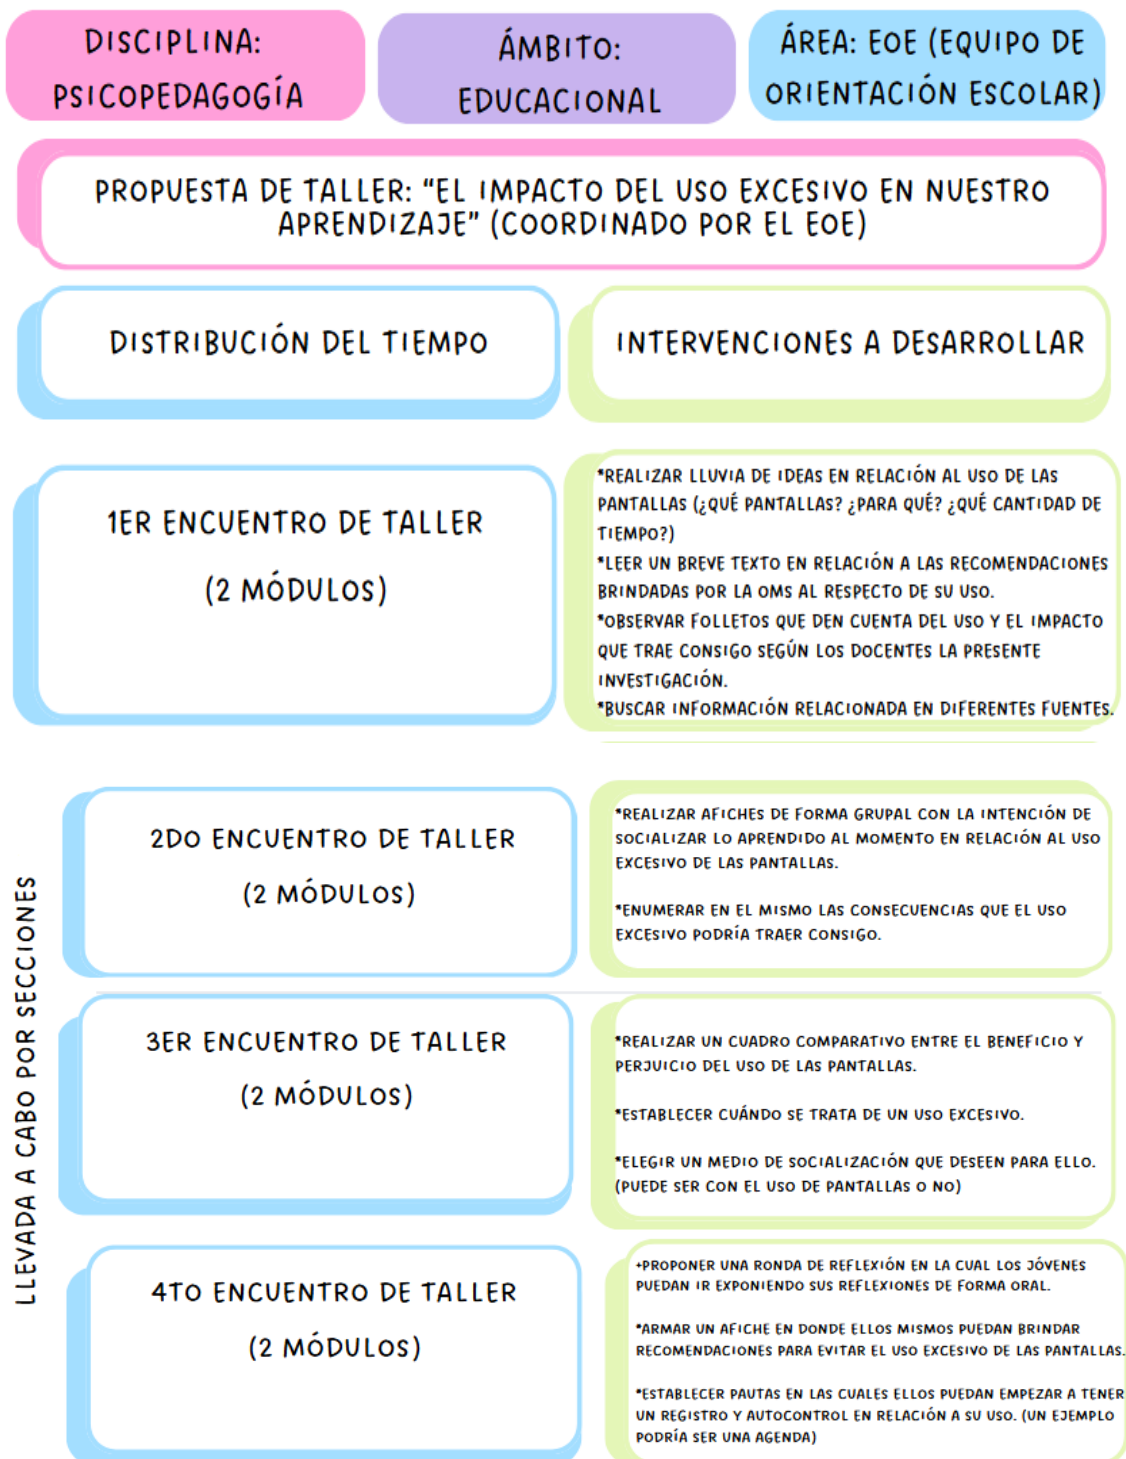 DISCIPLINA:
PSICOPEDAGOGÍA
ÁMBITO:
EDUCACIONAL
ÁREA: EOE (EQUIPO DE
ORIENTACIÓN ESCOLAR)
PROPUESTA DE TALLER: “EL IMPACTO DEL USO EXCESIVO EN NUESTRO
APRENDIZAJE” (COORDINADO POR EL EOE)
DISTRIBUCIÓN DEL TIEMPO
INTERVENCIONES A DESARROLLAR
1ER ENCUENTRO DE TALLER
(2 MÓDULOS)
*REALIZAR LLUVIA DE IDEAS EN RELACIÓN AL USO DE LAS
PANTALLAS (¿QUÉ PANTALLAS? ¿PARA QUÉ? ¿QUÉ CANTIDAD DE
TIEMPO?)
*LEER UN BREVE TEXTO EN RELACIÓN A LAS RECOMENDACIONES
BRINDADAS POR LA OMS AL RESPECTO DE SU USO.
*OBSERVAR FOLLETOS QUE DEN CUENTA DEL USO Y EL IMPACTO
QUE TRAE CONSIGO SEGÚN LOS DOCENTES LA PRESENTE
INVESTIGACIÓN.
*BUSCAR INFORMACIÓN RELACIONADA EN DIFERENTES FUENTES.
LLEVADA A CABO POR SECCIONES
2DO ENCUENTRO DE TALLER
(2 MÓDULOS)
*REALIZAR AFICHES DE FORMA GRUPAL CON LA INTENCIÓN DE
SOCIALIZAR LO APRENDIDO AL MOMENTO EN RELACIÓN AL USO
EXCESIVO DE LAS PANTALLAS.
*ENUMERAR EN EL MISMO LAS CONSECUENCIAS QUE EL USO
EXCESIVO PODRÍA TRAER CONSIGO.
3ER ENCUENTRO DE TALLER
(2 MÓDULOS)
*REALIZAR UN CUADRO COMPARATIVO ENTRE EL BENEFICIO Y
PERJUICIO DEL USO DE LAS PANTALLAS.
*ESTABLECER CUÁNDO SE TRATA DE UN USO EXCESIVO.
*ELEGIR UN MEDIO DE SOCIALIZACIÓN QUE DESEEN PARA ELLO.
(PUEDE SER CON EL USO DE PANTALLAS O NO)
4TO ENCUENTRO DE TALLER
(2 MÓDULOS)
+PROPONER UNA RONDA DE REFLEXIÓN EN LA CUAL LOS JÓVENES
PUEDAN IR EXPONIENDO SUS REFLEXIONES DE FORMA ORAL.
*ARMAR UN AFICHE EN DONDE ELLOS MISMOS PUEDAN BRINDAR
RECOMENDACIONES PARA EVITAR EL USO EXCESIVO DE LAS PANTALLAS.
*ESTABLECER PAUTAS EN LAS CUALES ELLOS PUEDAN EMPEZAR A TENER
UN REGISTRO Y AUTOCONTROL EN RELACIÓN A SU USO. (UN EJEMPLO
PODRÍA SER UNA AGENDA)